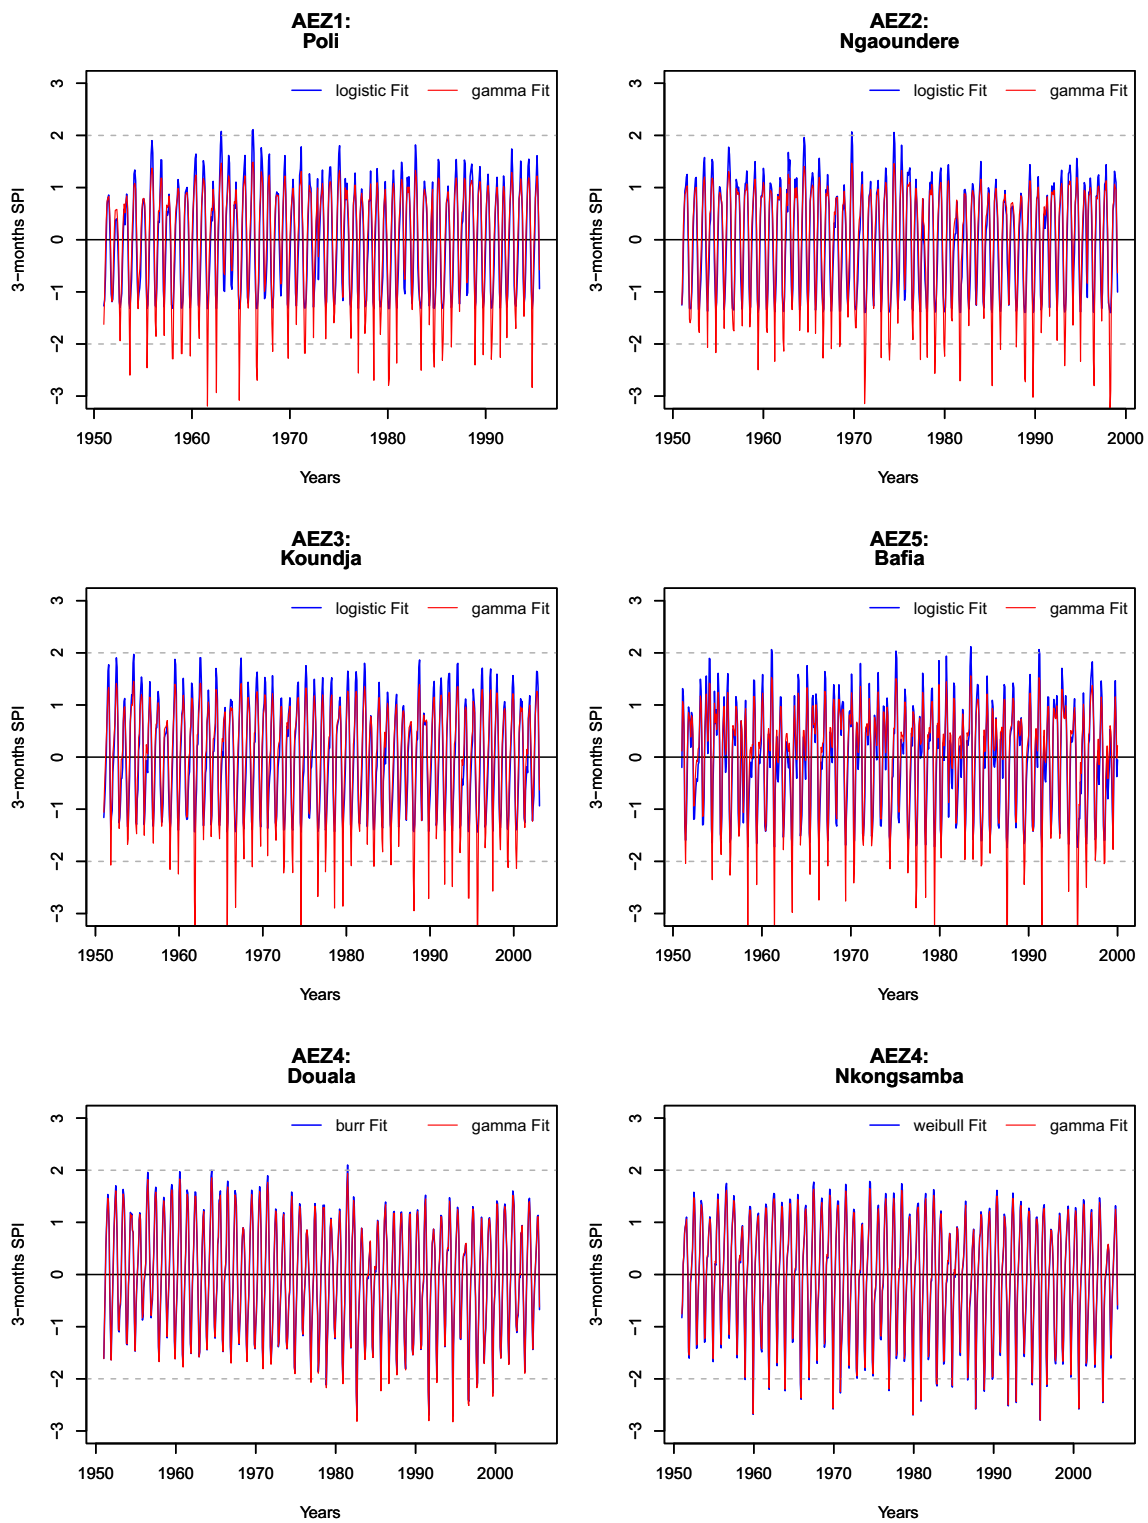 AEZ1:
Poli
logistic Fit gamma Fit
3−months SPI
3
2
1
0
−1
−2
−3
1950 1960 1970 1980 1990
Years
AEZ2:
Ngaoundere
logistic Fit gamma Fit
3−months SPI
3
2
1
0
−1
−2
−3
1950 1960 1970 1980 1990 2000
Years
AEZ3:
Koundja
logistic Fit gamma Fit
3−months SPI
3
2
1
0
−1
−2
−3
1950 1960 1970 1980 1990 2000
Years
AEZ5:
Bafia
logistic Fit gamma Fit
3−months SPI
3
2
1
0
−1
−2
−3
1950 1960 1970 1980 1990 2000
Years
AEZ4:
Douala
burr Fit gamma Fit
3−months SPI
3
2
1
0
−1
−2
−3
1950 1960 1970 1980 1990 2000
Years
AEZ4:
Nkongsamba
weibull Fit gamma Fit
3−months SPI
3
2
1
0
−1
−2
−3
1950 1960 1970 1980 1990 2000
Years